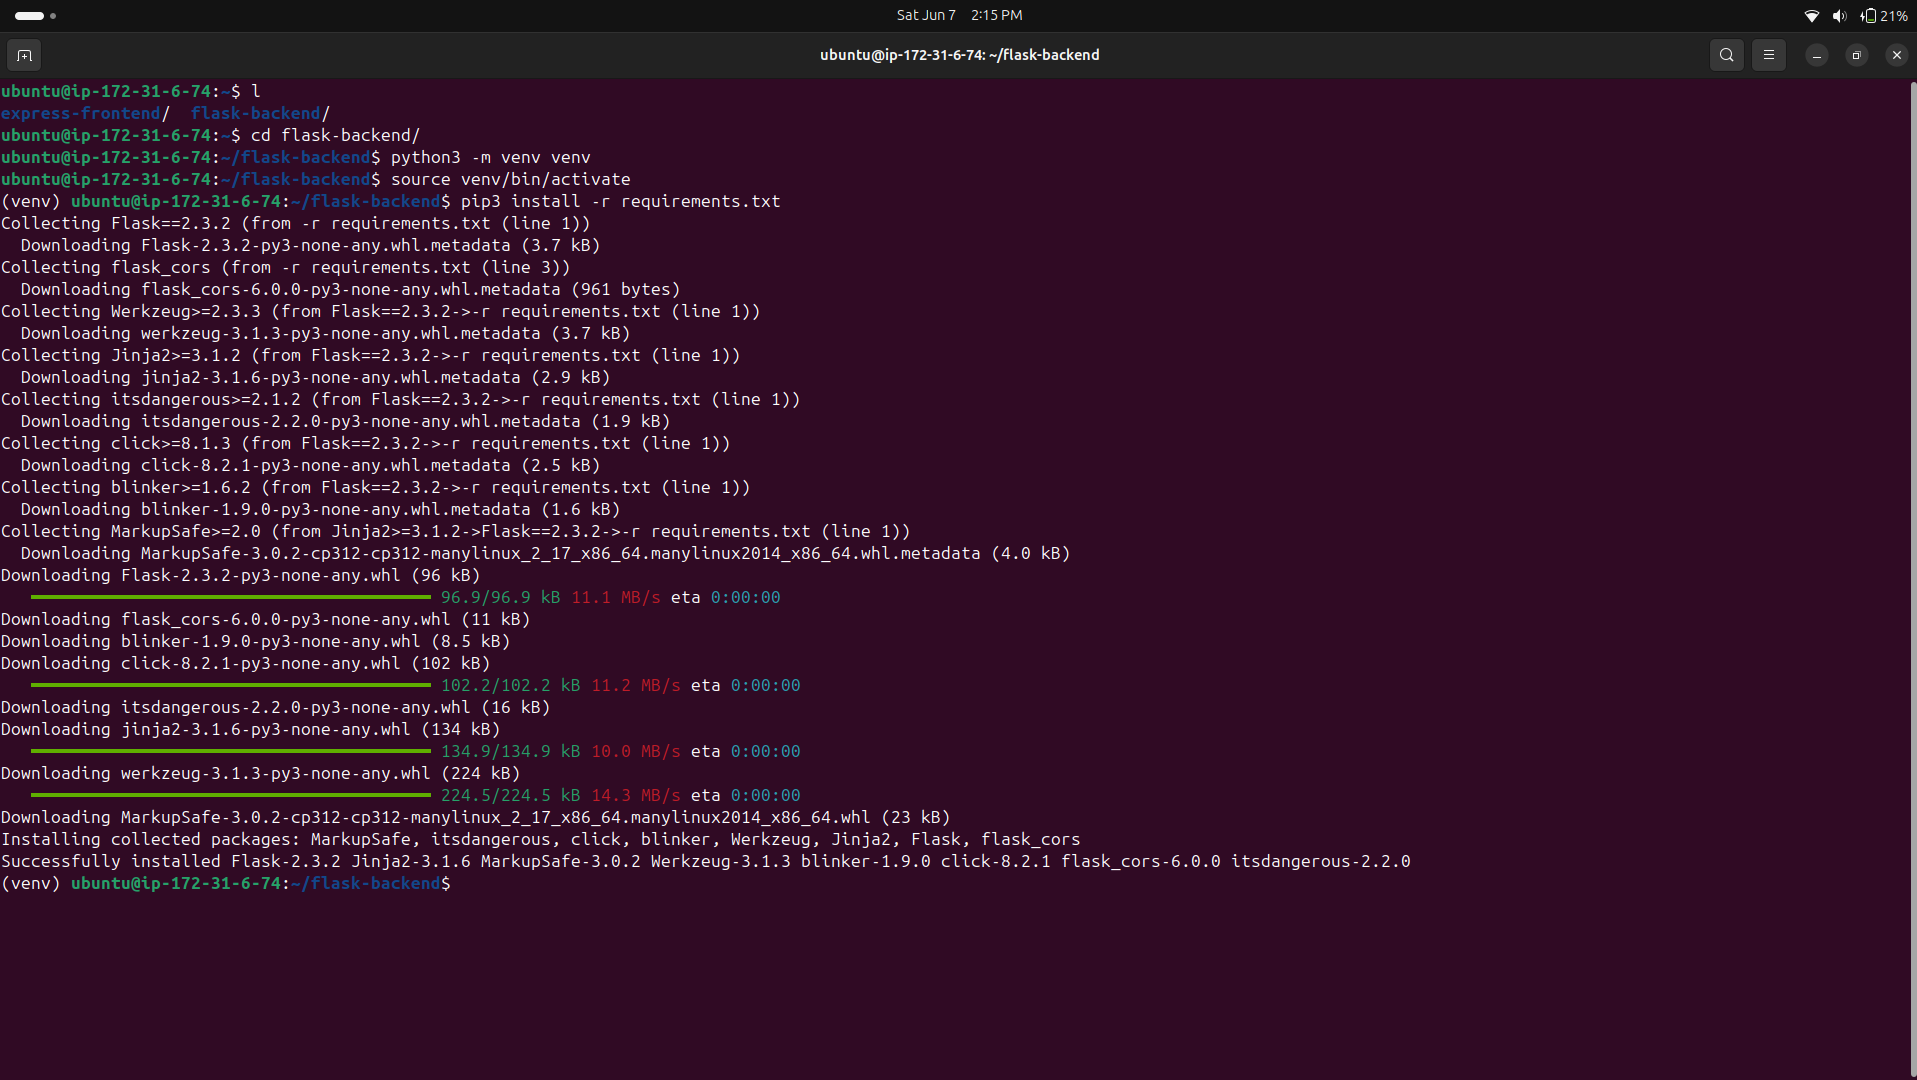 Sat Jun 7 2:15 PM
21%
ubuntu@ip-172-31-6-74: ~/flask-backend
ubuntu@ip-172-31-6-74:~$ l
express-frontend/  flask-backend/
ubuntu@ip-172-31-6-74:~$ cd flask-backend/
ubuntu@ip-172-31-6-74:~/flask-backend$ python3 -m venv venv
ubuntu@ip-172-31-6-74:~/flask-backend$ source venv/bin/activate
(venv) ubuntu@ip-172-31-6-74:~/flask-backend$ pip3 install -r requirements.txt
Collecting Flask==2.3.2 (from -r requirements.txt (line 1))
  Downloading Flask-2.3.2-py3-none-any.whl.metadata (3.7 kB)
Collecting flask_cors (from -r requirements.txt (line 3))
  Downloading flask_cors-6.0.0-py3-none-any.whl.metadata (961 bytes)
Collecting Werkzeug>=2.3.3 (from Flask==2.3.2->-r requirements.txt (line 1))
  Downloading werkzeug-3.1.3-py3-none-any.whl.metadata (3.7 kB)
Collecting Jinja2>=3.1.2 (from Flask==2.3.2->-r requirements.txt (line 1))
  Downloading jinja2-3.1.6-py3-none-any.whl.metadata (2.9 kB)
Collecting itsdangerous>=2.1.2 (from Flask==2.3.2->-r requirements.txt (line 1))
  Downloading itsdangerous-2.2.0-py3-none-any.whl.metadata (1.9 kB)
Collecting click>=8.1.3 (from Flask==2.3.2->-r requirements.txt (line 1))
  Downloading click-8.2.1-py3-none-any.whl.metadata (2.5 kB)
Collecting blinker>=1.6.2 (from Flask==2.3.2->-r requirements.txt (line 1))
  Downloading blinker-1.9.0-py3-none-any.whl.metadata (1.6 kB)
Collecting MarkupSafe>=2.0 (from Jinja2>=3.1.2->Flask==2.3.2->-r requirements.txt (line 1))
  Downloading MarkupSafe-3.0.2-cp312-cp312-manylinux_2_17_x86_64.manylinux2014_x86_64.whl.metadata (4.0 kB)
Downloading Flask-2.3.2-py3-none-any.whl (96 kB)
96.9/96.9 kB 11.1 MB/s eta 0:00:00
Downloading flask_cors-6.0.0-py3-none-any.whl (11 kB)
Downloading blinker-1.9.0-py3-none-any.whl (8.5 kB)
Downloading click-8.2.1-py3-none-any.whl (102 kB)
102.2/102.2 kB 11.2 MB/s eta 0:00:00
Downloading itsdangerous-2.2.0-py3-none-any.whl (16 kB)
Downloading jinja2-3.1.6-py3-none-any.whl (134 kB)
134.9/134.9 kB 10.0 MB/s eta 0:00:00
Downloading werkzeug-3.1.3-py3-none-any.whl (224 kB)
224.5/224.5 kB 14.3 MB/s eta 0:00:00
Downloading MarkupSafe-3.0.2-cp312-cp312-manylinux_2_17_x86_64.manylinux2014_x86_64.whl (23 kB)
Installing collected packages: MarkupSafe, itsdangerous, click, blinker, Werkzeug, Jinja2, Flask, flask_cors
Successfully installed Flask-2.3.2 Jinja2-3.1.6 MarkupSafe-3.0.2 Werkzeug-3.1.3 blinker-1.9.0 click-8.2.1 flask_cors-6.0.0 itsdangerous-2.2.0
(venv) ubuntu@ip-172-31-6-74:~/flask-backend$